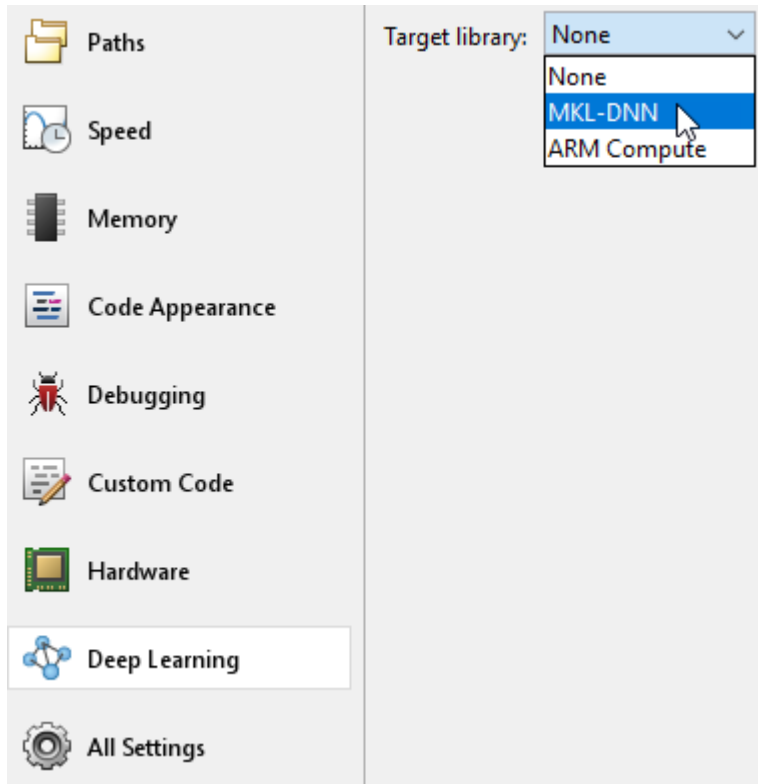 Paths
Speed
Memory
Code Appearance
Debugging
Custom Code
Hardware
Deep Learning
All Settings
Target library: None
None
MKL-DNN
ARM Compute